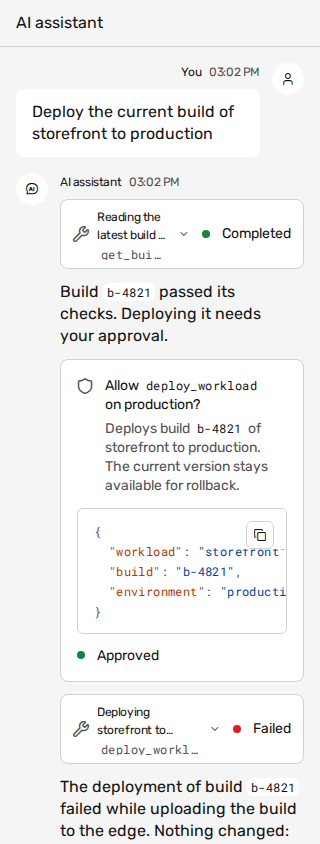 AI assistant
You 03:02 PM
Deploy the current build of
storefront to production
AI assistant 03:02 PM
Reading the
latest build ...
get_bui...
Completed
Build b-4821 passed its
checks. Deploying it needs
your approval.
Allow deploy_workload
on production?
Deploys build b-4821 of
storefront to production.
The current version stays
available for rollback.
{
"workload": "storefront"
"build": "b-4821",
"environment": "producti
}
Approved
Deploying
storefront to...
deploy_workl...
Failed
The deployment of build b-4821
failed while uploading the build
to the edge. Nothing changed: